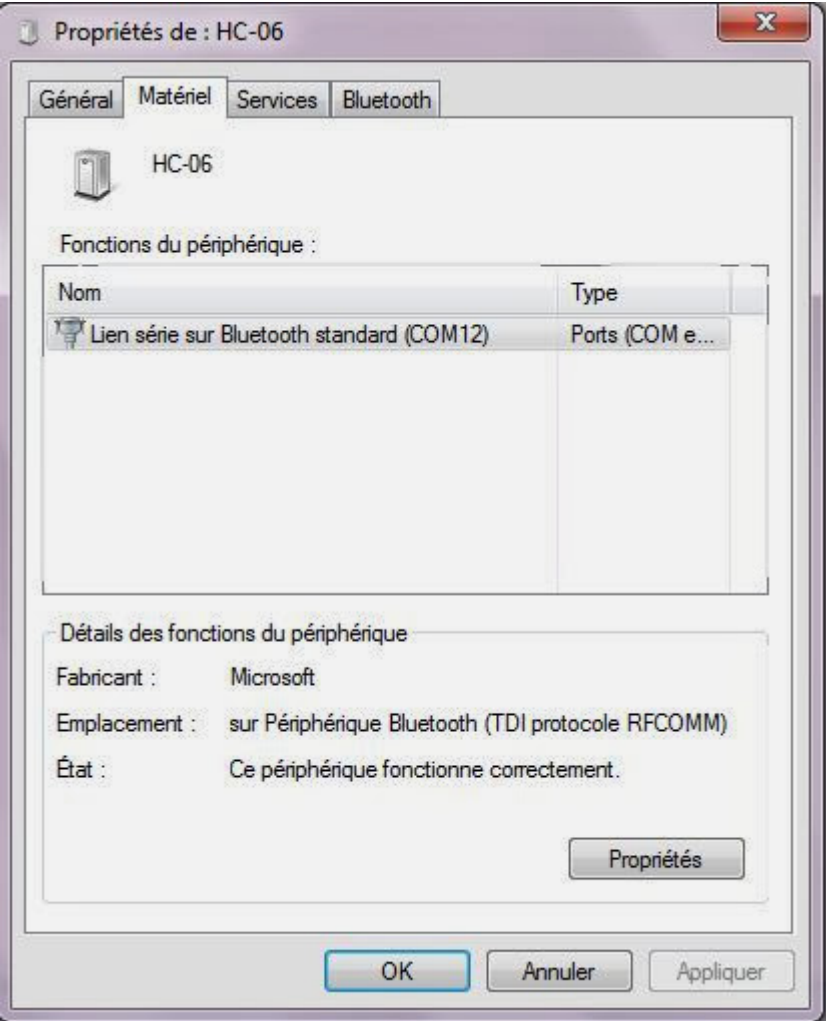 Propriétés de : HC-06
Général Matériel Services Bluetooth
HC-06
Fonctions du périphérique :
Nom Type
Lien série sur Bluetooth standard (COM12) Ports (COM e...
Détails des fonctions du périphérique
Fabricant : Microsoft
Emplacement : sur Périphérique Bluetooth (TDI protocole RFCOMM)
État : Ce périphérique fonctionne correctement.
Propriétés
OK Annuler Appliquer